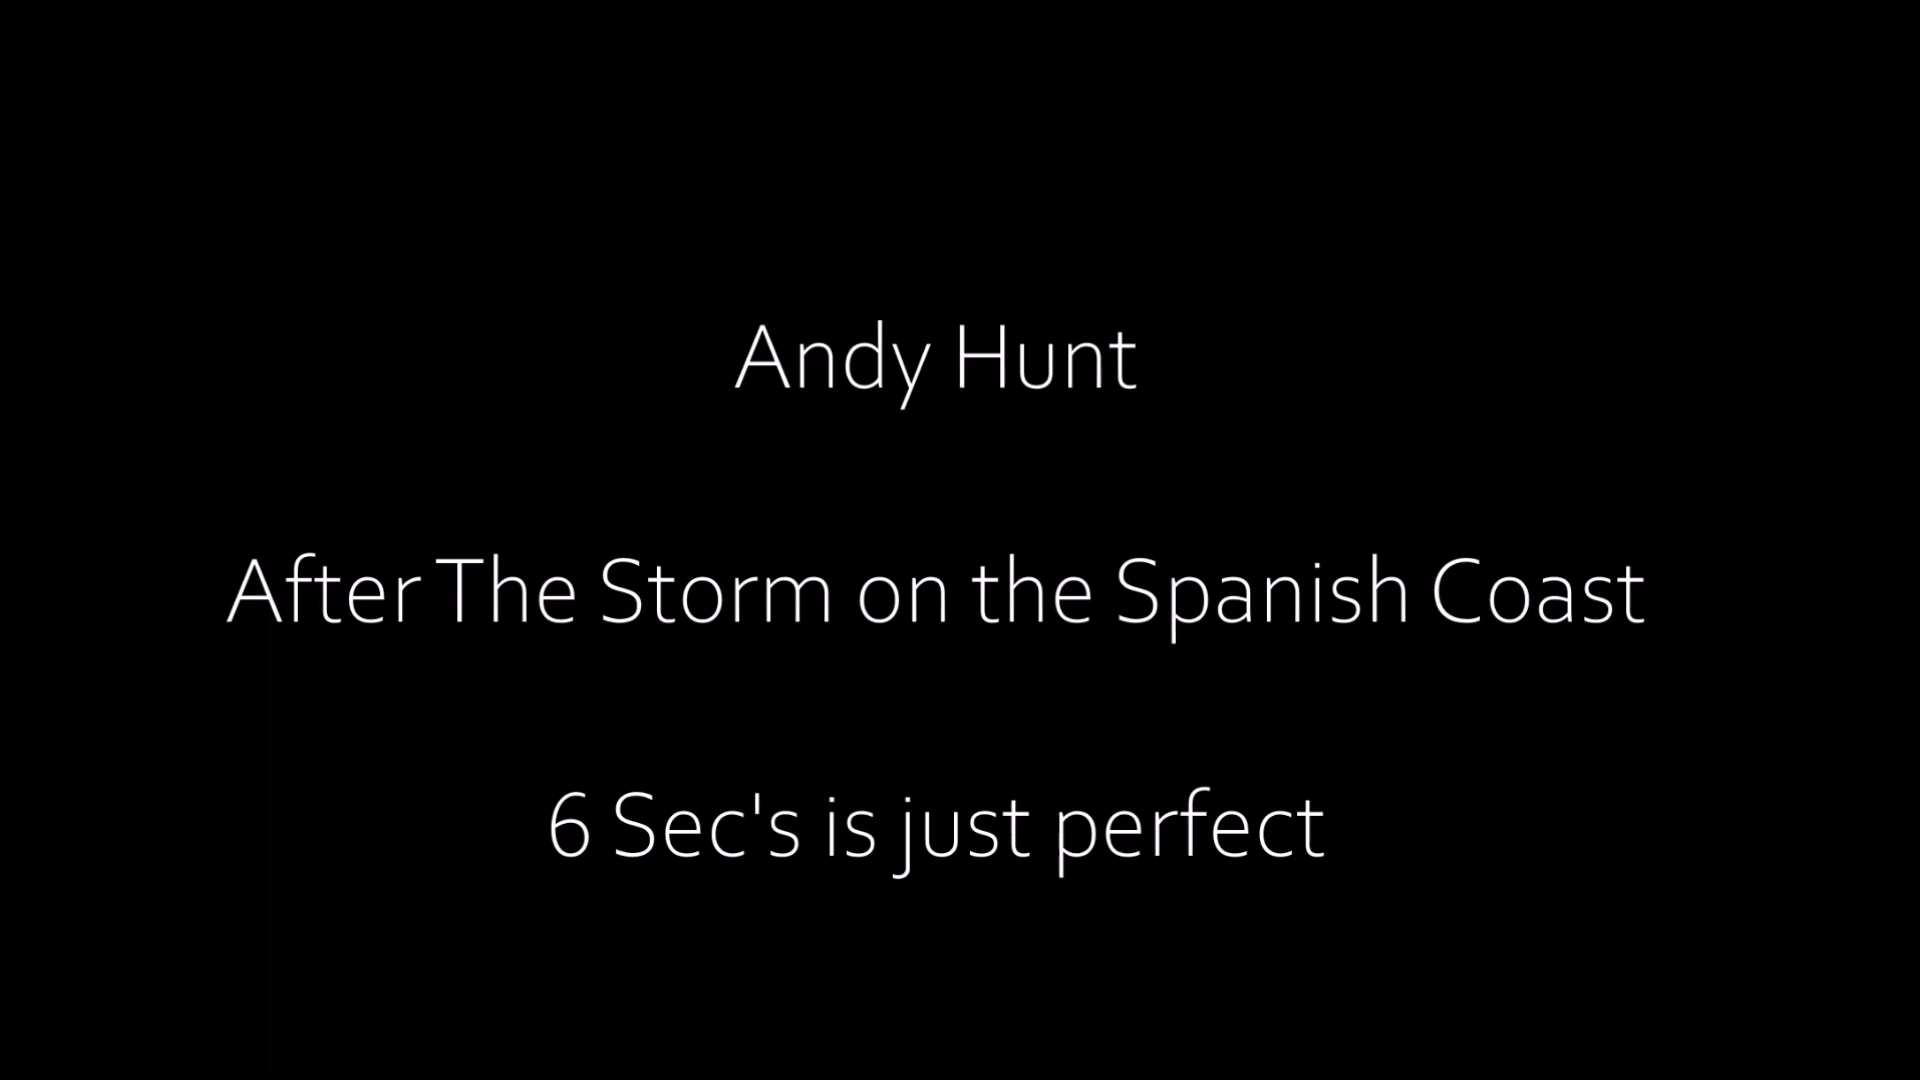 Andy Hunt
After The Storm on the Spanish Coast
6 Sec's is just perfect